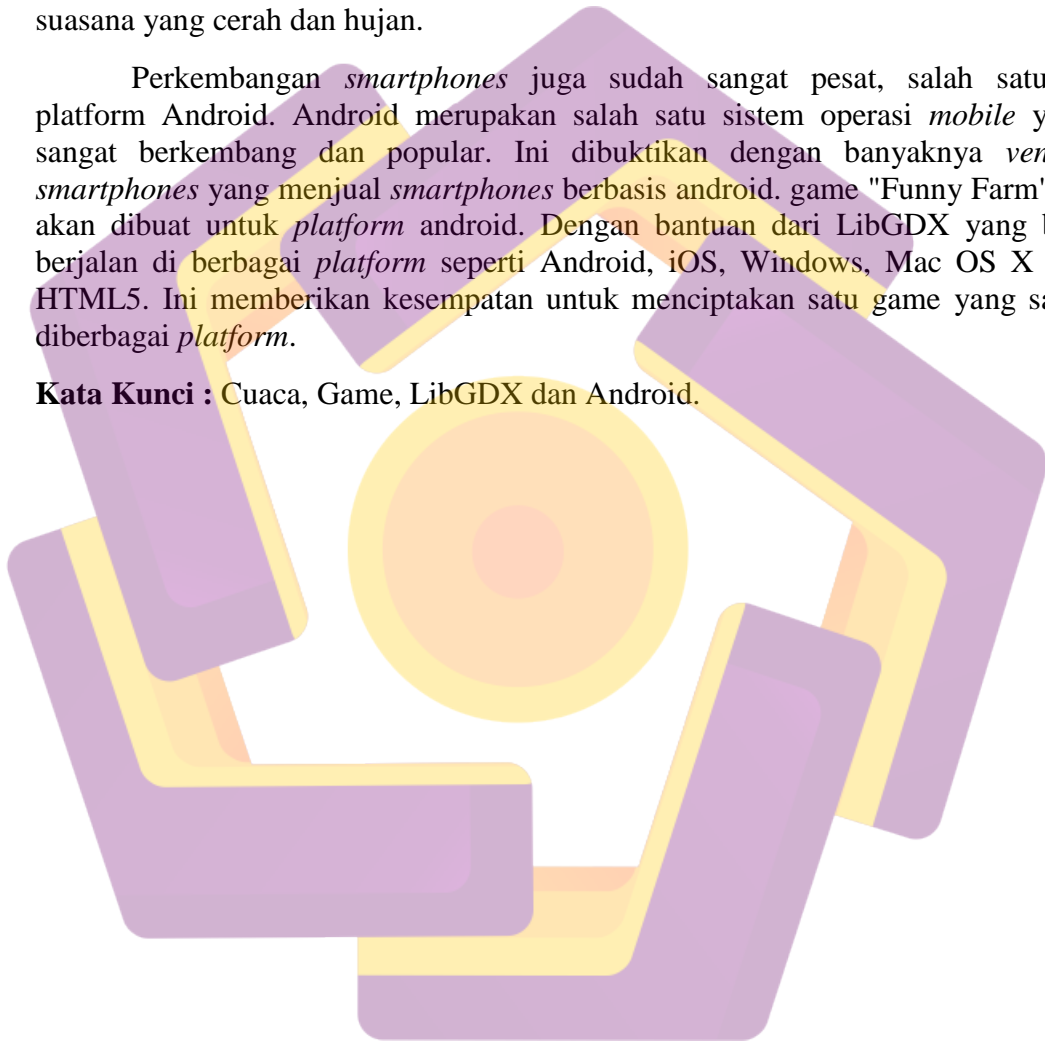 suasana yang cerah dan hujan.
Perkembangan smartphones juga sudah sangat pesat, salah satu
platform Android. Android merupakan salah satu sistem operasi mobile
sangat berkembang dan popular. Ini dibuktikan dengan banyaknya
smartphones yang menjual smartphones berbasis android. game "Funny Farm"
akan dibuat untuk platform android. Dengan bantuan dari LibGDX yang
berjalan di berbagai platform seperti Android, iOS, Windows, Mac OS X
HTML5. Ini memberikan kesempatan untuk menciptakan satu game yang
diberbagai platform.
Kata Kunci : Cuaca, Game, LibGDX dan Android.